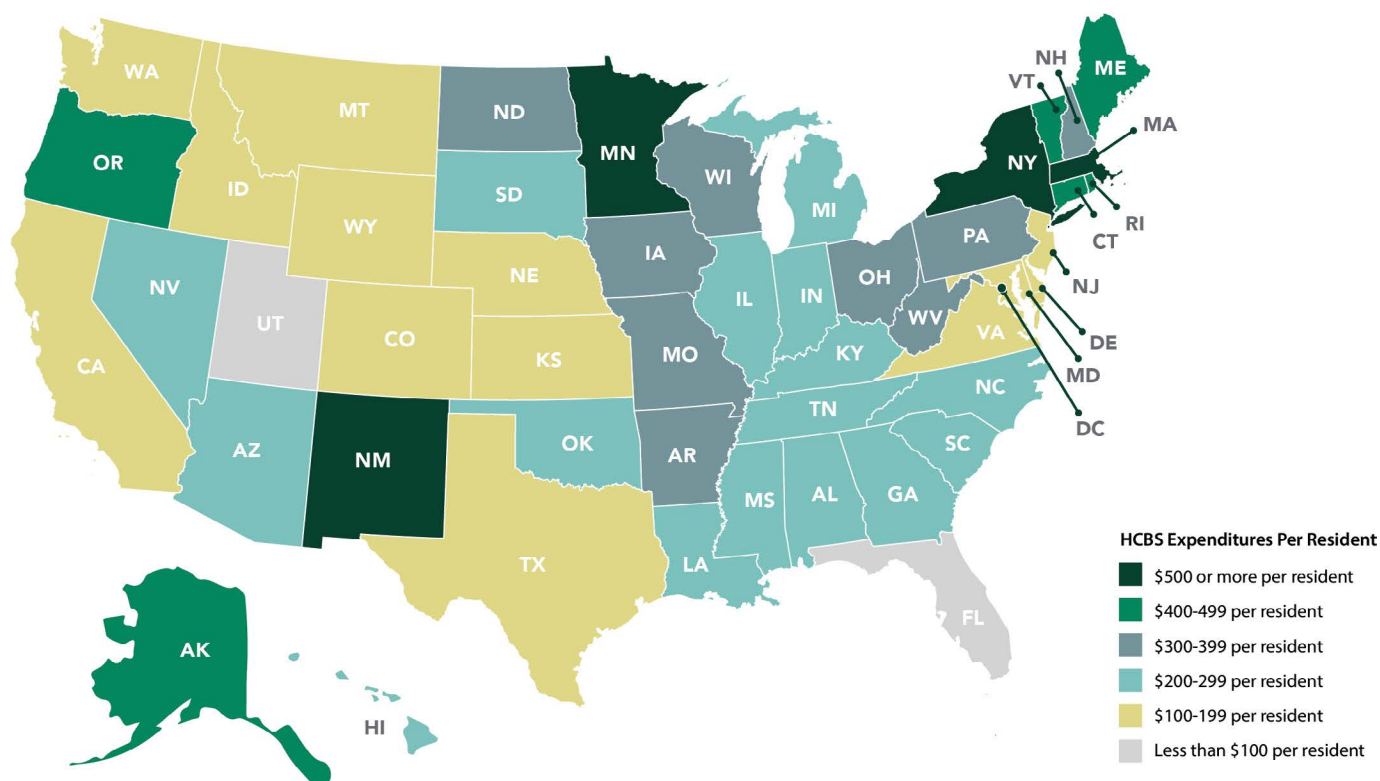 NH
ME
VT
WA
MA
MT
ND
MN
OR
NY
WI
ID
SD
MI
RI
WY
PA
CT
IA
NE
OH
NJ
NV
IL
IN
WV
UT
CO
VA
DE
KY
MO
KS
CA
MD
NC
TN
DC
OK
SC
AZ
NM
AR
MS
AL
GA
HCBS Expenditures Per Resident
TX
LA
$500 or more per resident
$400-499 per resident
FL
$300-399 per resident
AK
$200-299 per resident
$100-199 per resident
HI
Less than $100 per resident